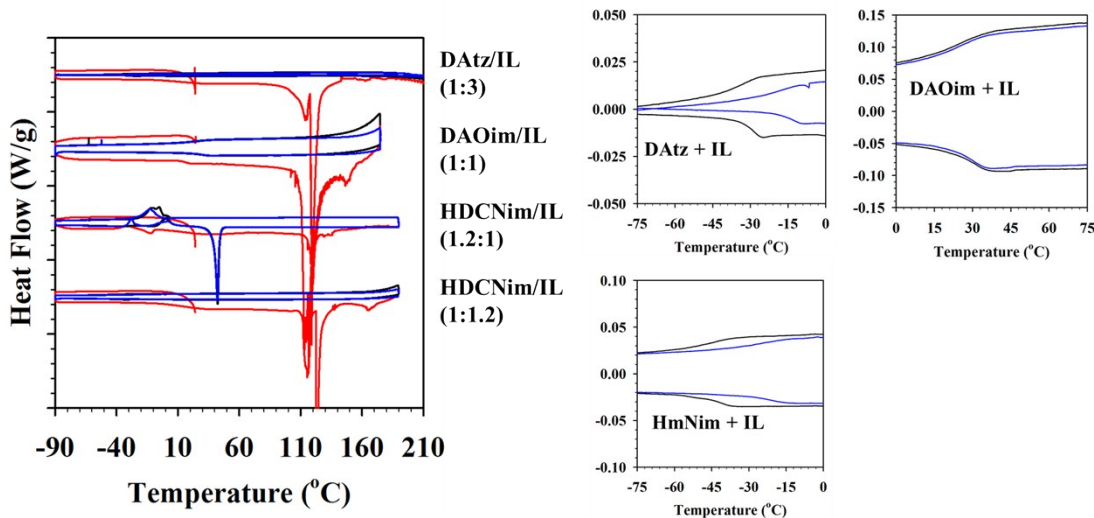 Heat Flow (W/g)
DAtz/IL
(1:3)
DAOim/IL
(1:1)
HDCNim/IL
(1.2:1)
HDCNim/IL
(1:1.2)
-90 -40 10 60 110 160 210
Temperature (°C)
0.050
0.025
0.000
-0.025
-0.050
DAtz + IL
-75 -60 -45 -30 -15 0
Temperature (°C)
0.15
0.10
0.05
0.00
-0.05
-0.10
-0.15
DAOim + IL
0 15 30 45 60 75
Temperature (°C)
0.10
0.05
0.00
-0.05
-0.10
HmNim + IL
-75 -60 -45 -30 -15 0
Temperature (°C)